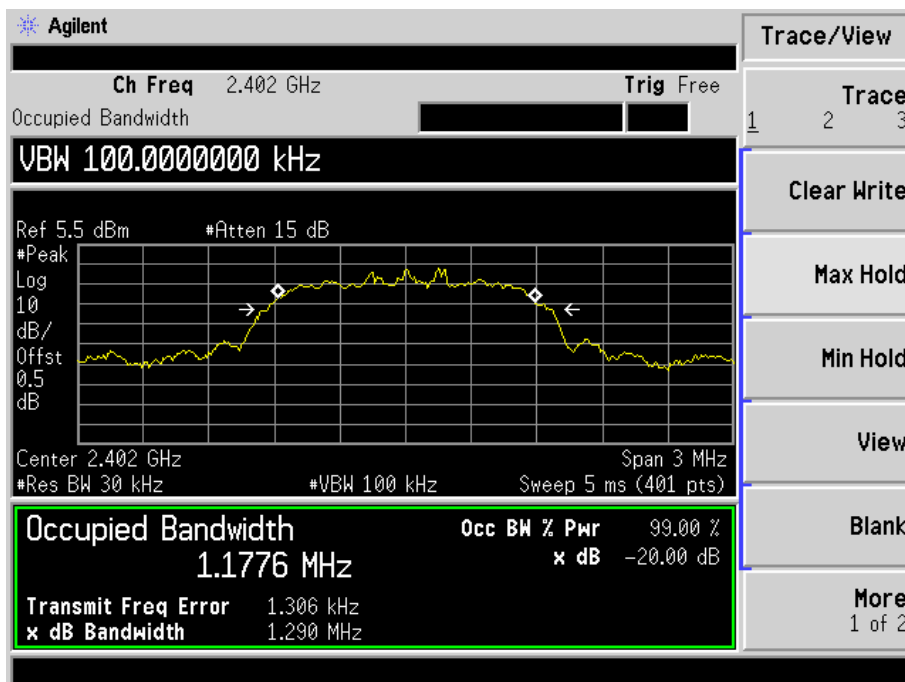 Agilent
Trace/View
Ch Freq 2.402 GHz Trig Free
Occupied Bandwidth
VBW 100.0000000 kHz
Ref 5.5 dBm #Atten 15 dB
#Peak
Log
10
dB/
Offst
0.5
dB
Center 2.402 GHz Span 3 MHz
#Res BW 30 kHz #VBW 100 kHz Sweep 5 ms (401 pts)
Occupied Bandwidth Occ BW % Pwr 99.00 %
1.1776 MHz x dB -20.00 dB
Transmit Freq Error 1.306 kHz
x dB Bandwidth 1.290 MHz
Trace
1 2 3
Clear Write
Max Hold
Min Hold
View
Blank
More
1 of 2